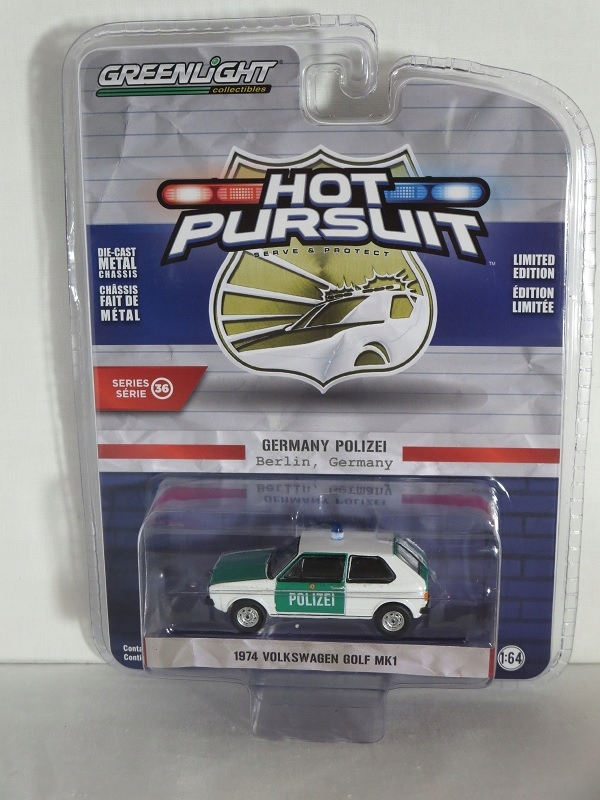 GREENLIGHT
collectibles
HOT
PURSUIT
™
SERVE & PROTECT
DIE-CAST
METAL
CHASSIS
CHÂSSIS
FAIT DE
MÉTAL
LIMITED
EDITION
ÉDITION
LIMITÉE
SERIES
SÉRIE 36
GERMANY POLIZEI
Berlin, Germany
POLIZEI
1974 VOLKSWAGEN GOLF MK1
1:64